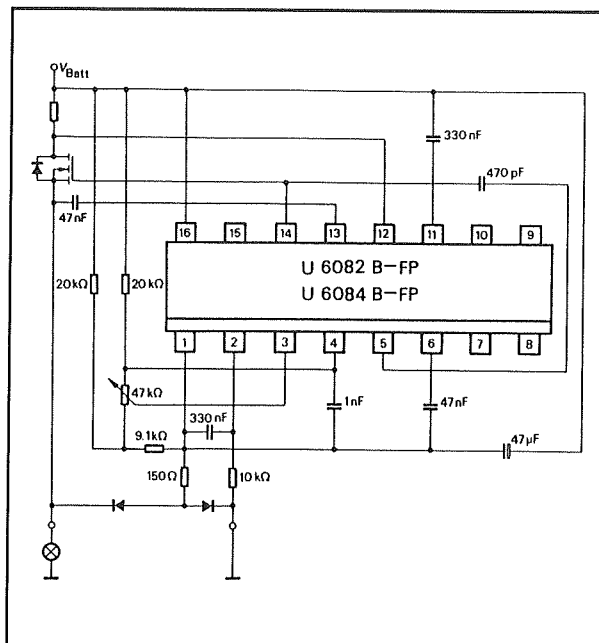 VBatt
330 nF
470 pF
47 nF
16 15 14 13 12 11 10 9
U 6082 B-FP
U 6084 B-FP
20 kΩ 20 kΩ
1 2 3 4 5 6 7 8
47 kΩ
1 nF
47 nF
330 nF
47 µF
9.1 kΩ
150 Ω
10 kΩ